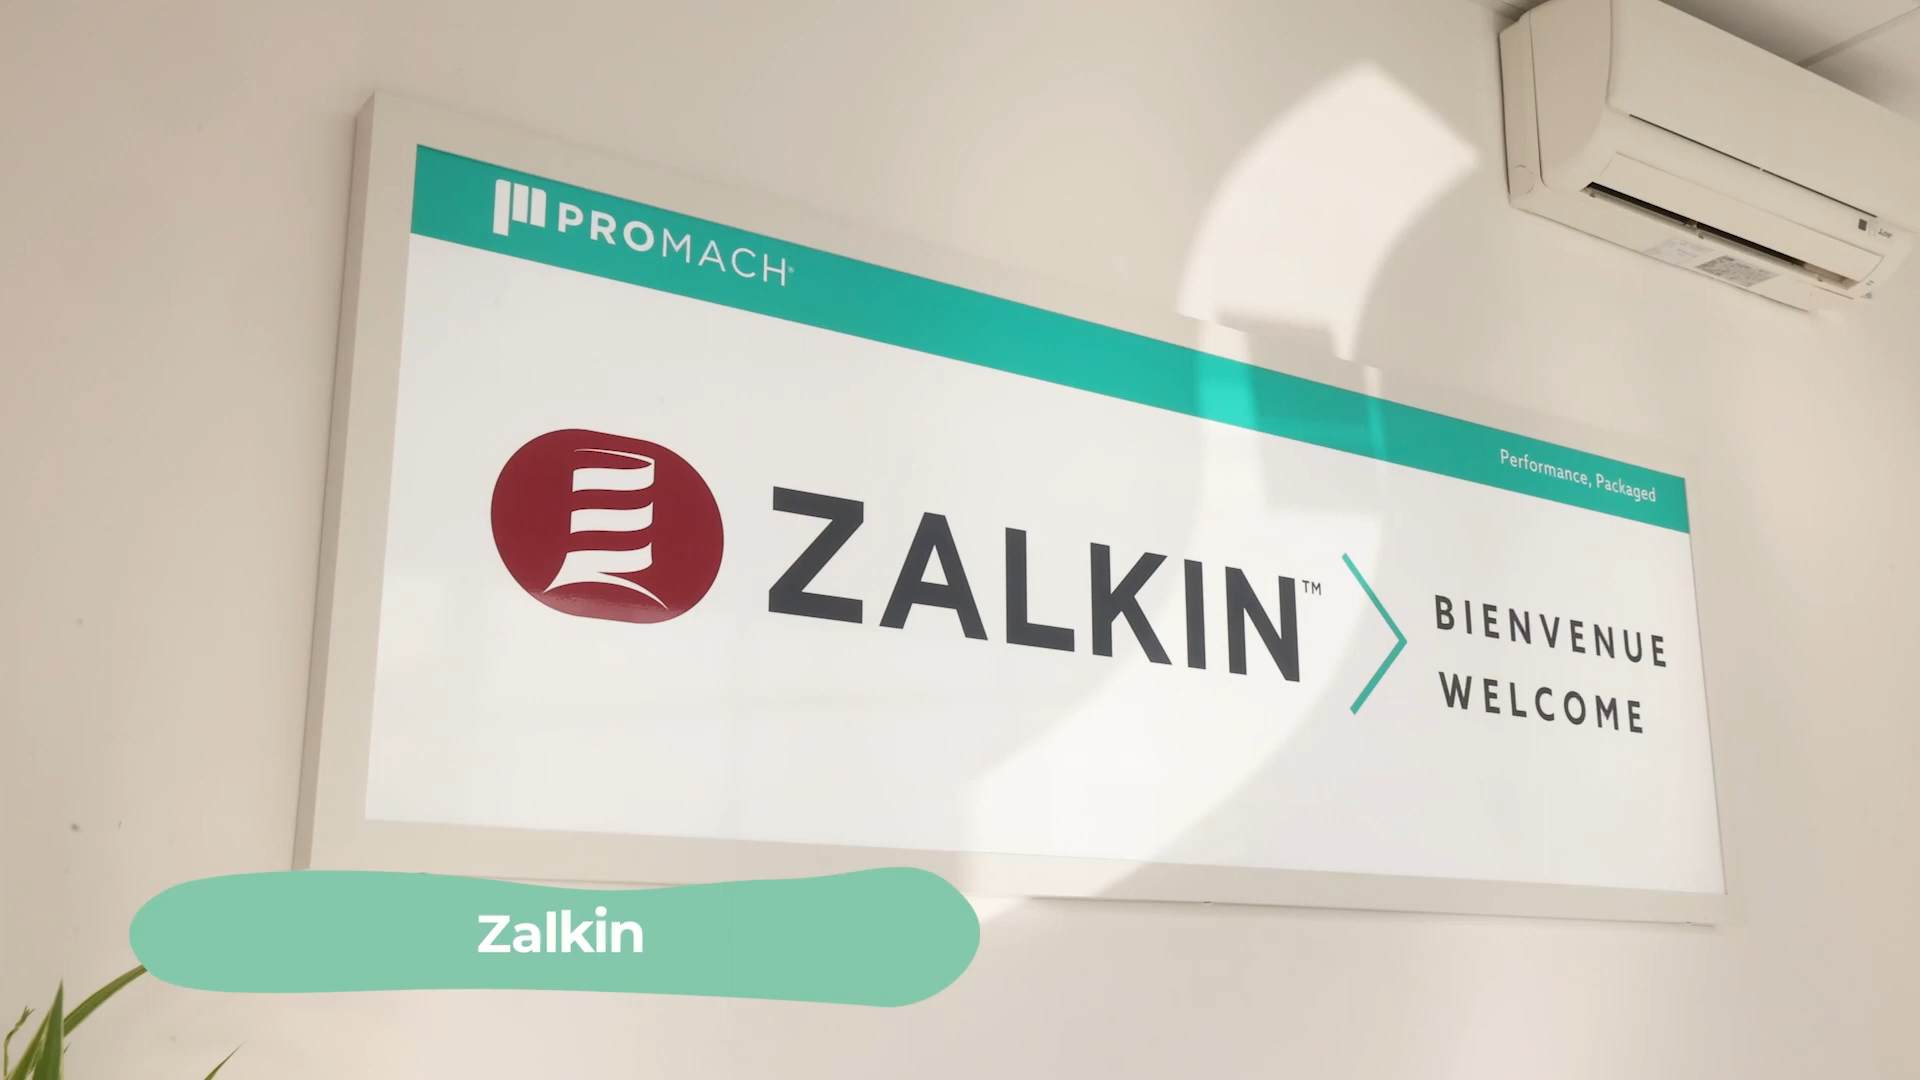 PROMACH®
Performance, Packaged
ZALKIN™
BIENVENUE
WELCOME
Zalkin